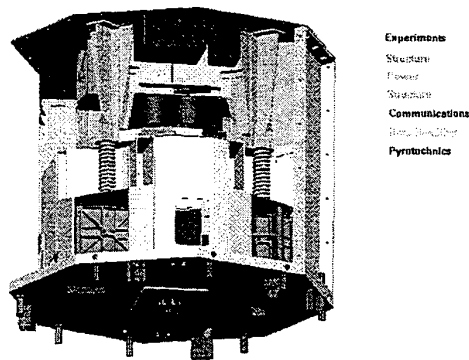 Experiments
Structure
Power
Structure
Communications
Pyrotechnics